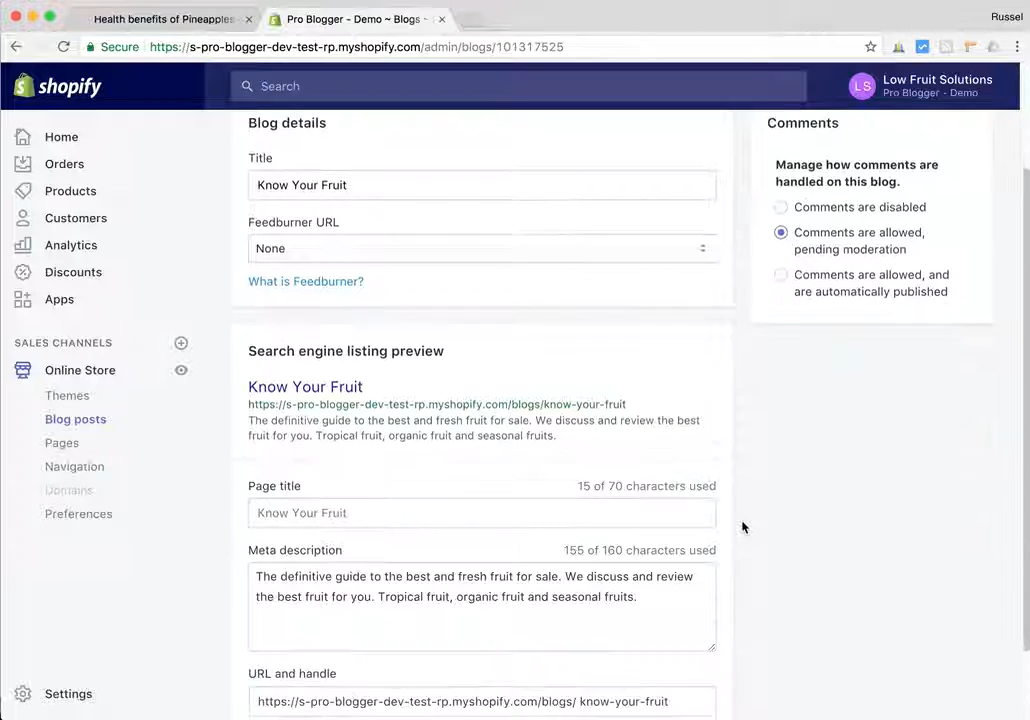 Health benefits of Pineapples
Pro Blogger - Demo ~ Blogs ~
Russel
Secure
https://s-pro-blogger-dev-test-rp.myshopify.com/admin/blogs/101317525
shopify
Search
LS
Low Fruit Solutions
Pro Blogger - Demo
Home
Orders
Products
Customers
Analytics
Discounts
Apps
SALES CHANNELS
Online Store
Themes
Blog posts
Pages
Navigation
Domains
Preferences
Settings
Blog details
Title
Know Your Fruit
Feedburner URL
None
What is Feedburner?
Search engine listing preview
Know Your Fruit
https://s-pro-blogger-dev-test-rp.myshopify.com/blogs/know-your-fruit
The definitive guide to the best and fresh fruit for sale. We discuss and review the best
fruit for you. Tropical fruit, organic fruit and seasonal fruits.
Page title
15 of 70 characters used
Know Your Fruit
Meta description
155 of 160 characters used
The definitive guide to the best and fresh fruit for sale. We discuss and review
the best fruit for you. Tropical fruit, organic fruit and seasonal fruits.
URL and handle
https://s-pro-blogger-dev-test-rp.myshopify.com/blogs/ know-your-fruit
Comments
Manage how comments are
handled on this blog.
Comments are disabled
Comments are allowed,
pending moderation
Comments are allowed, and
are automatically published